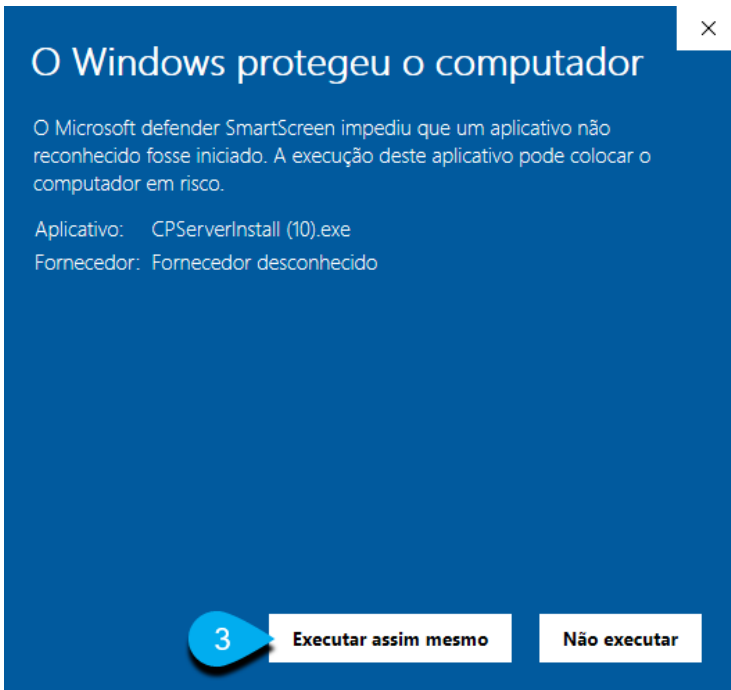 O Windows protegeu o computador
O Microsoft defender SmartScreen impediu que um aplicativo não
reconhecido fosse iniciado. A execução deste aplicativo pode colocar o
computador em risco.
Aplicativo: CPServerInstall (10).exe
Fornecedor: Fornecedor desconhecido
3 Executar assim mesmo Não executar